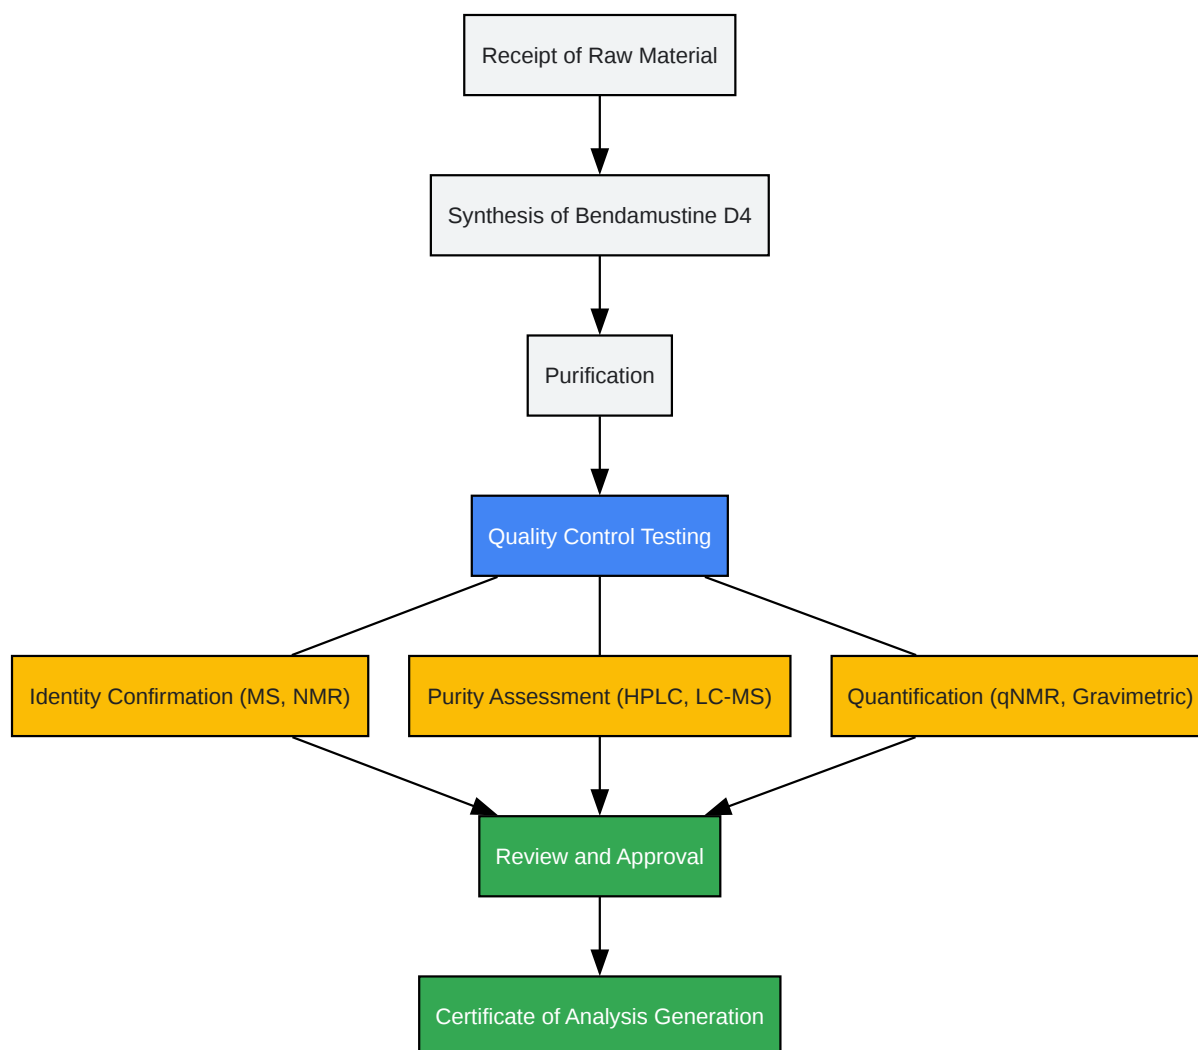 Receipt of Raw Material
Synthesis of Bendamustine D4
Purification
Quality Control Testing
Identity Confirmation (MS, NMR)
Purity Assessment (HPLC, LC-MS)
Quantification (qNMR, Gravimetric)
Review and Approval
Certificate of Analysis Generation